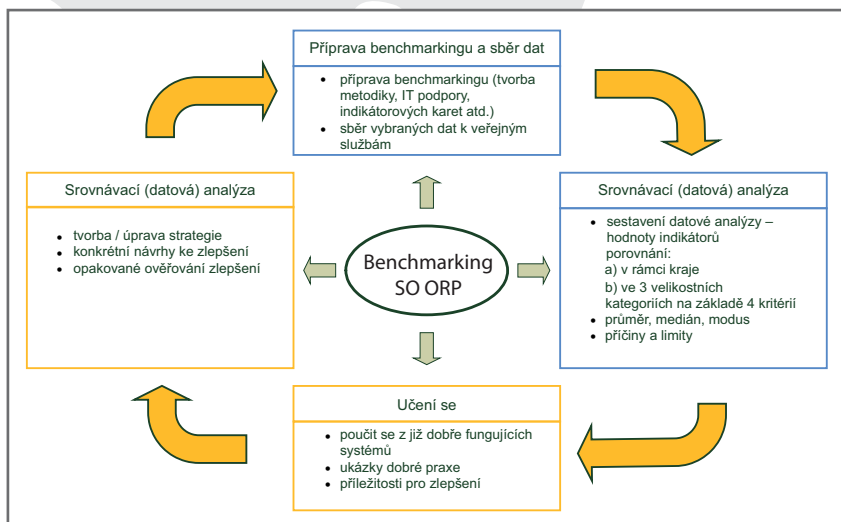 Příprava benchmarkingu a sběr dat
• příprava benchmarkingu (tvorba
metodiky, IT podpory,
indikátorových karet atd.)
• sběr vybraných dat k veřejným
službám
Srovnávací (datová) analýza
• tvorba / úprava strategie
• konkrétní návrhy ke zlepšení
• opakované ověřování zlepšení
Benchmarking
SO ORP
Srovnávací (datová) analýza
• sestavení datové analýzy –
hodnoty indikátorů
porovnání:
a) v rámci kraje
b) ve 3 velikostních
kategoriích na základě 4 kritérií
• průměr, medián, modus
• příčiny a limity
Učení se
• poučit se z již dobře fungujících
systémů
• ukázky dobré praxe
• příležitosti pro zlepšení